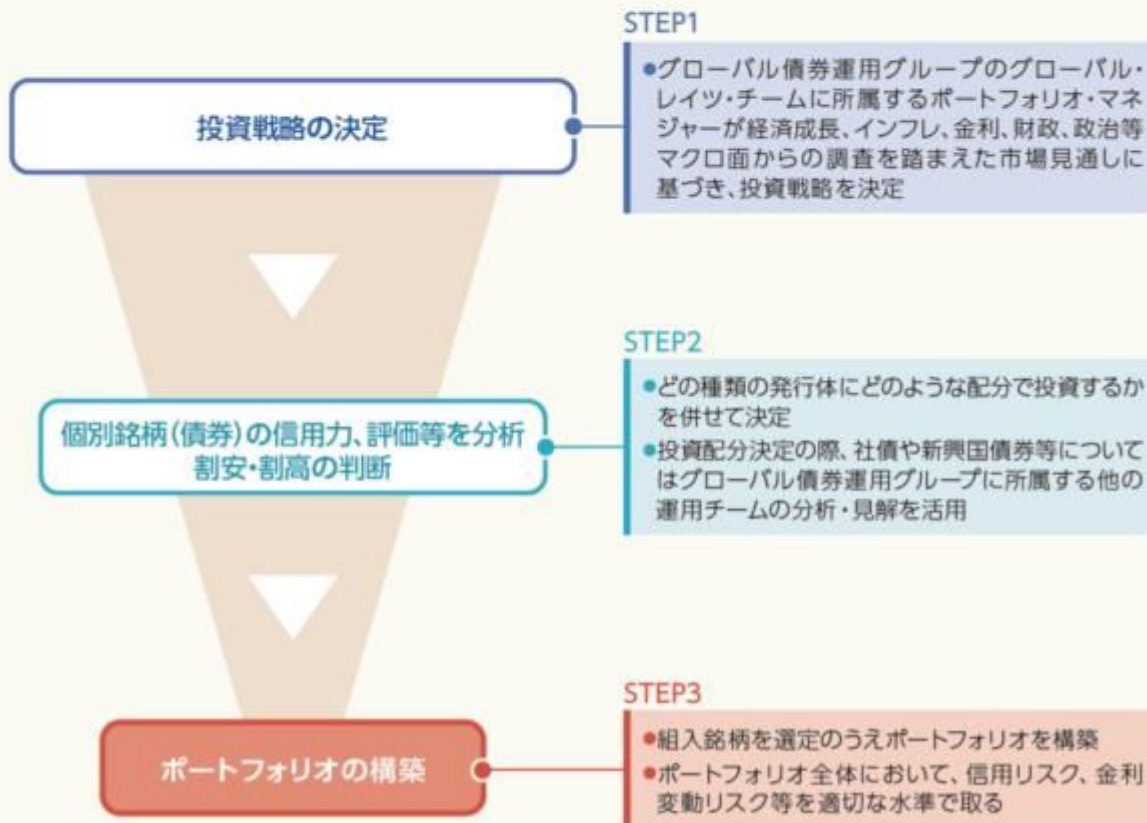 STEP1
投資戦略の決定
●グローバル債券運用グループのグローバル・
レイツ・チームに所属するポートフォリオ・マネ
ジャーが経済成長、インフレ、金利、財政、政治等
マクロ面からの調査を踏まえた市場見通しに
基づき、投資戦略を決定
STEP2
個別銘柄(債券)の信用力、評価等を分析
割安・割高の判断
●どの種類の発行体にどのような配分で投資するか
を併せて決定
●投資配分決定の際、社債や新興国債券等について
はグローバル債券運用グループに所属する他の
運用チームの分析・見解を活用
STEP3
ポートフォリオの構築
●組入銘柄を選定のうえポートフォリオを構築
●ポートフォリオ全体において、信用リスク、金利
変動リスク等を適切な水準で取る